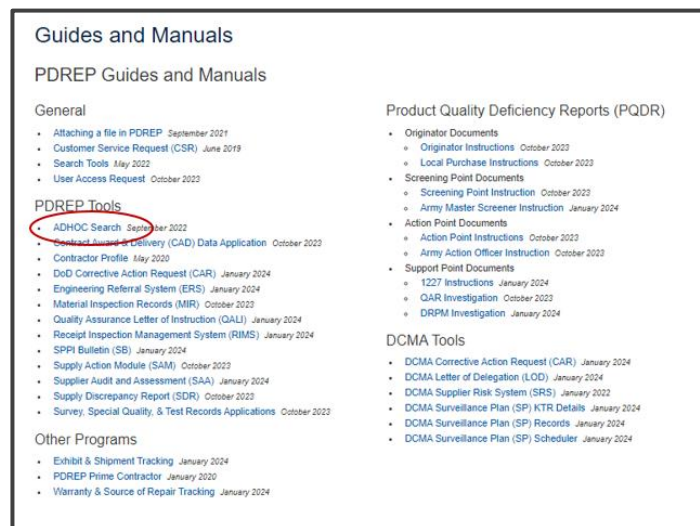 Guides and Manuals
PDREP Guides and Manuals
General
Attaching a file in PDREP September 2021
Customer Service Request (CSR) June 2019
Search Tools May 2022
User Access Request October 2023
PDREP Tools
ADHOC Search September 2022
Contract Award & Delivery (CAD) Data Application October 2023
Contractor Profile May 2020
DoD Corrective Action Request (CAR) January 2024
Engineering Referral System (ERS) January 2024
Material Inspection Records (MIR) October 2023
Quality Assurance Letter of Instruction (QALI) January 2024
Receipt Inspection Management System (RIMS) January 2024
SPPI Bulletin (SB) January 2024
Supply Action Module (SAM) October 2023
Supplier Audit and Assessment (SAA) January 2024
Supply Discrepancy Report (SDR) October 2023
Survey, Special Quality, & Test Records Applications October 2023
Other Programs
Exhibit & Shipment Tracking January 2024
PDREP Prime Contractor January 2020
Warranty & Source of Repair Tracking January 2024
Product Quality Deficiency Reports (PQDR)
Originator Documents
Originator Instructions October 2023
Local Purchase Instructions October 2023
Screening Point Documents
Screening Point Instruction October 2023
Army Master Screener Instruction January 2024
Action Point Documents
Action Point Instructions October 2023
Army Action Officer Instruction October 2023
Support Point Documents
1227 Instructions January 2024
QAR Investigation October 2023
DRPM Investigation January 2024
DCMA Tools
DCMA Corrective Action Request (CAR) January 2024
DCMA Letter of Delegation (LOD) January 2024
DCMA Supplier Risk System (SRS) January 2022
DCMA Surveillance Plan (SP) KTR Details January 2024
DCMA Surveillance Plan (SP) Records January 2024
DCMA Surveillance Plan (SP) Scheduler January 2024